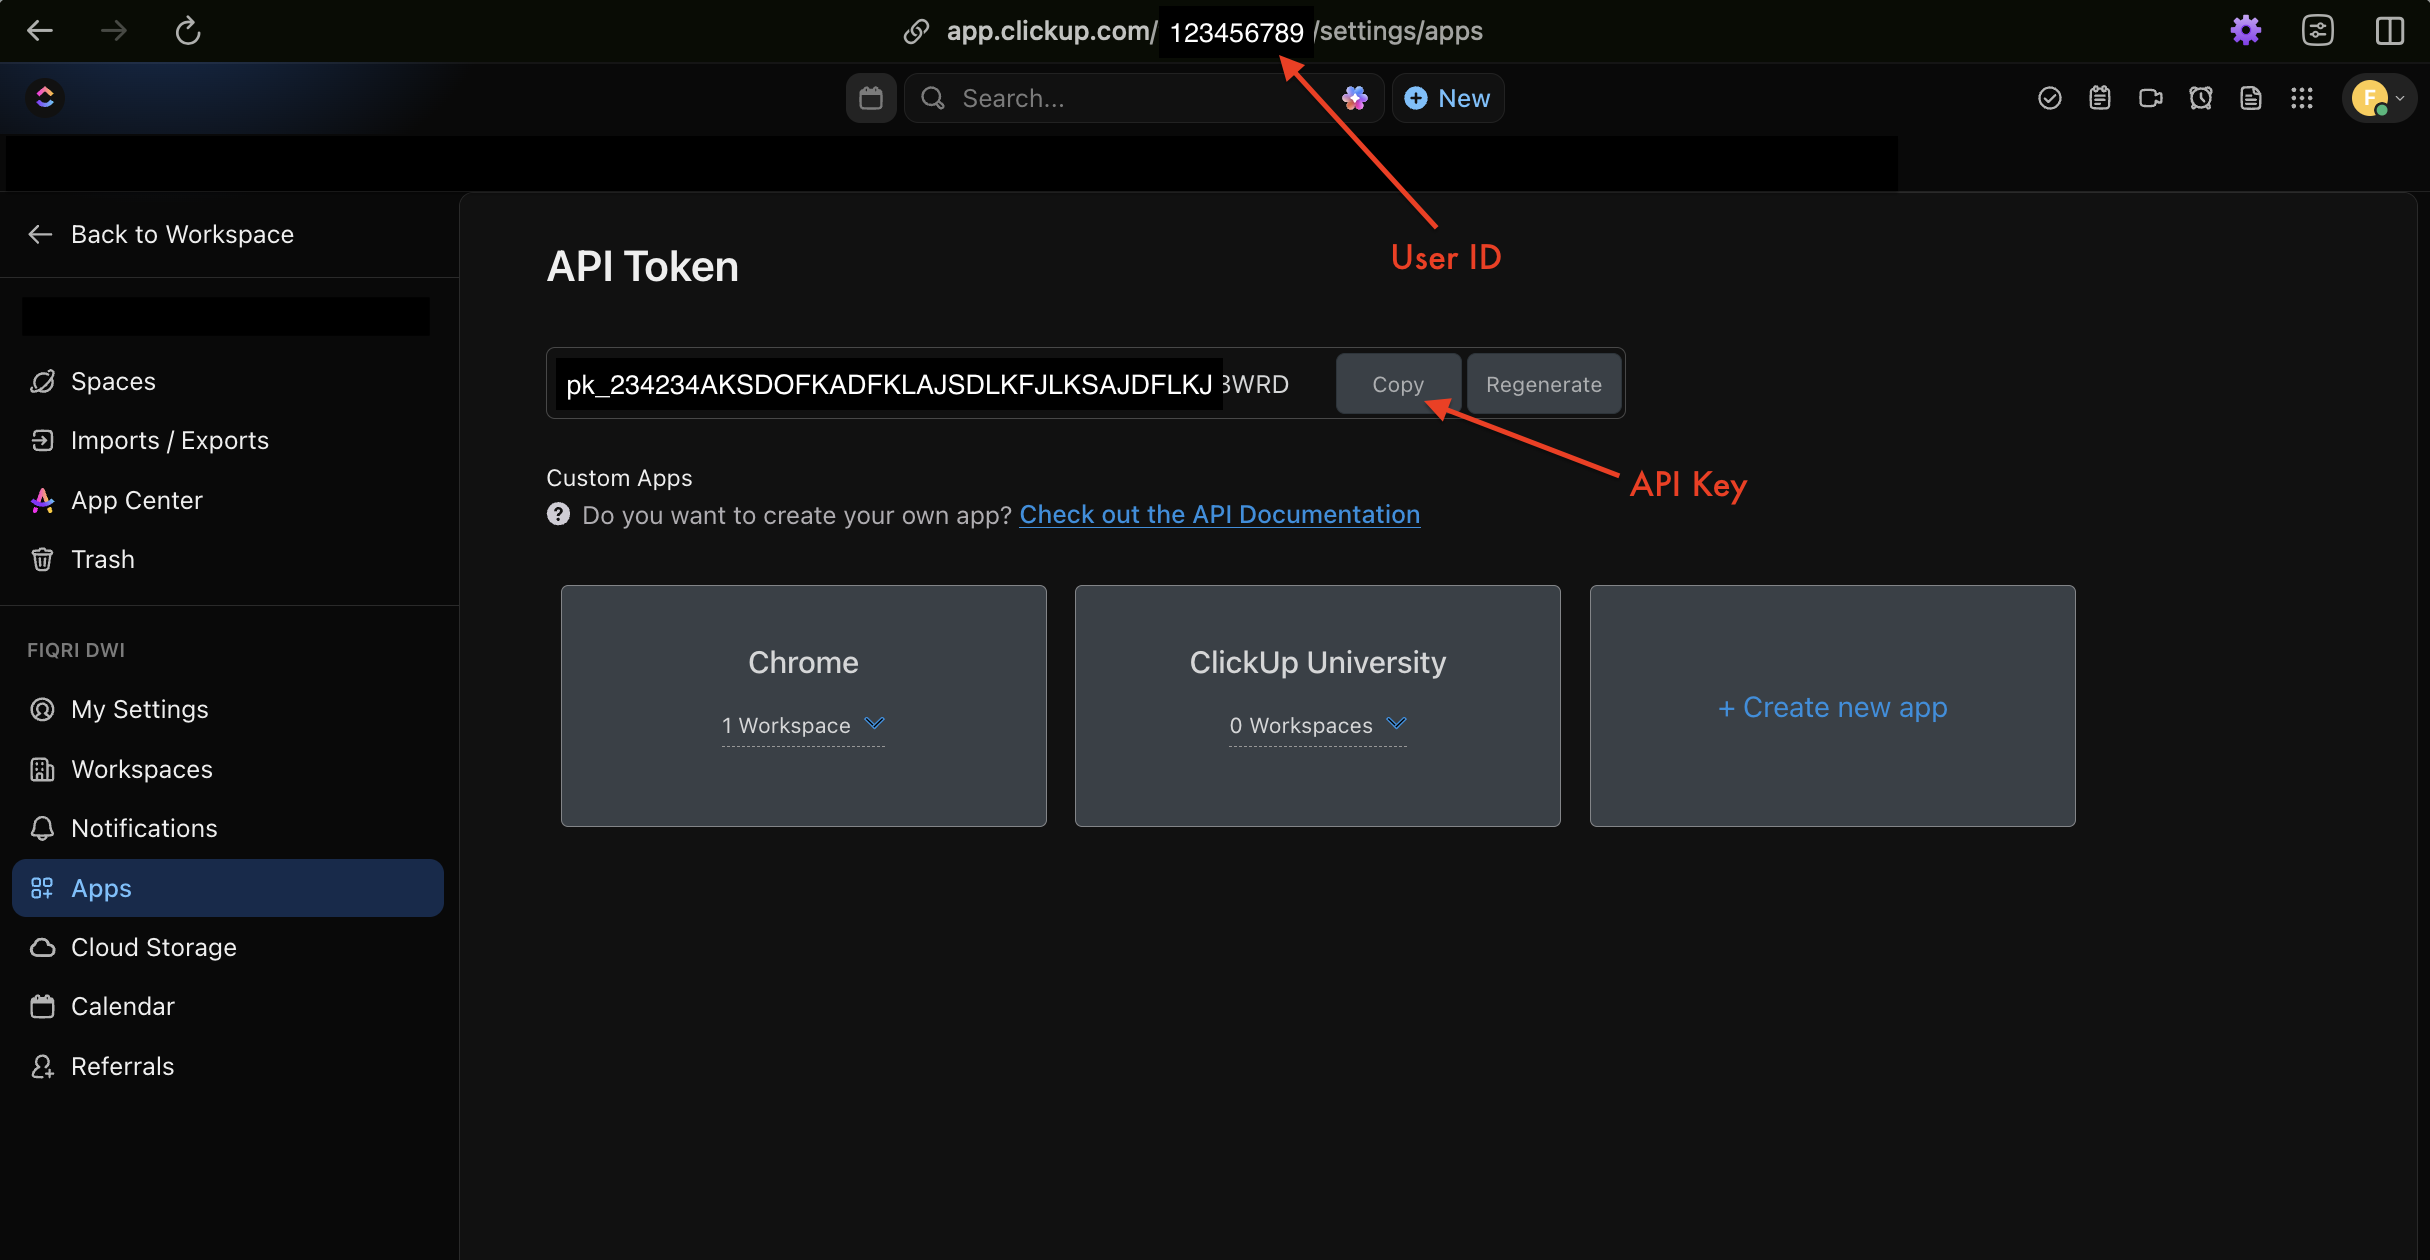 app.clickup.com/ 123456789 /settings/apps
Search...
New
F
Back to Workspace
API Token
User ID
pk_234234AKSDOFKADFKLAJSDLKFJLKSAJDFLKJ 3WRD
Copy
Regenerate
Spaces
Imports / Exports
App Center
Trash
API Key
Custom Apps
Do you want to create your own app? Check out the API Documentation
Chrome
1 Workspace
ClickUp University
0 Workspaces
+ Create new app
FIQRI DWI
My Settings
Workspaces
Notifications
Apps
Cloud Storage
Calendar
Referrals